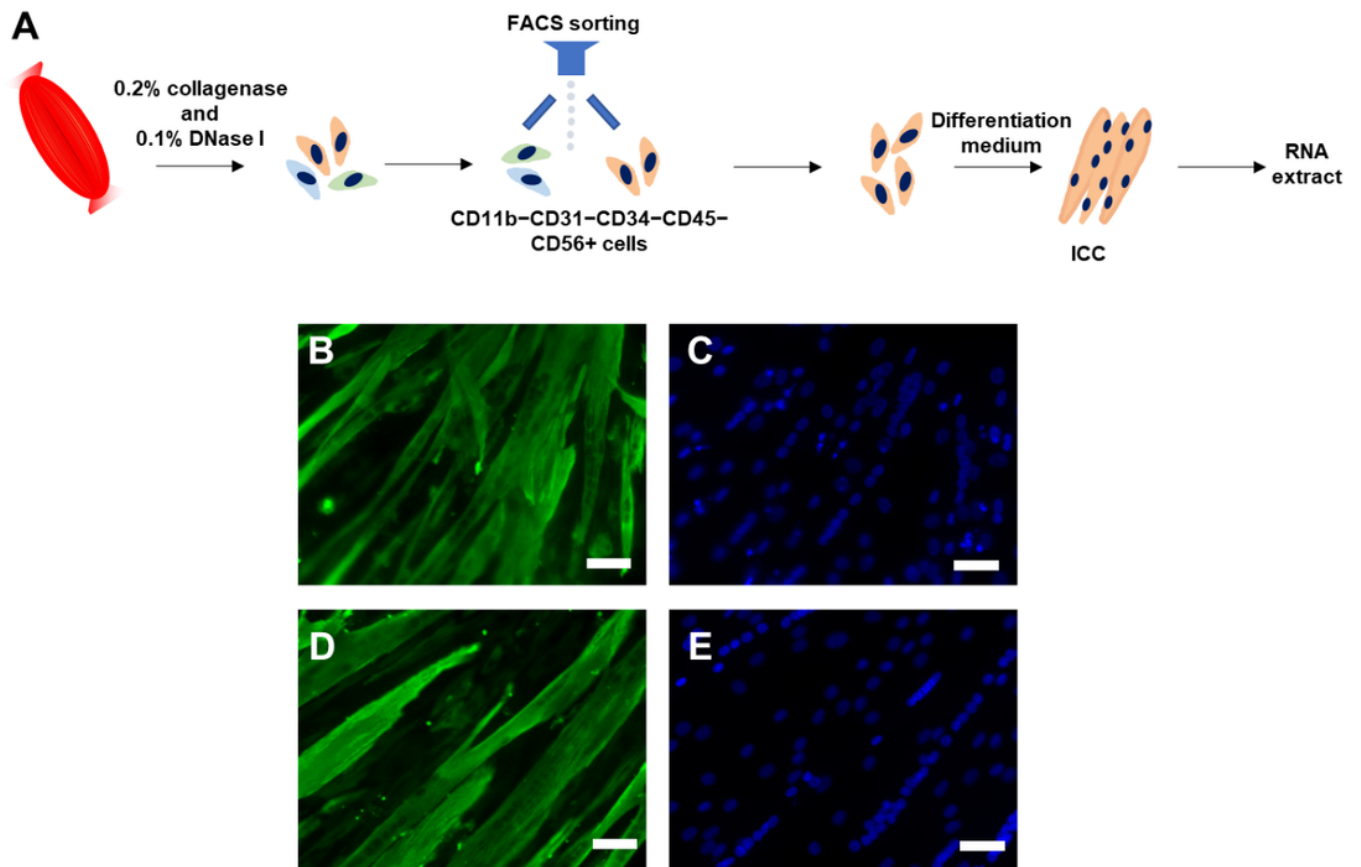 A
FACS sorting
0.2% collagenase
and
0.1% DNase I
CD11b−CD31−CD34−CD45−
CD56+ cells
Differentiation
medium
ICC
RNA
extract
B
C
D
E